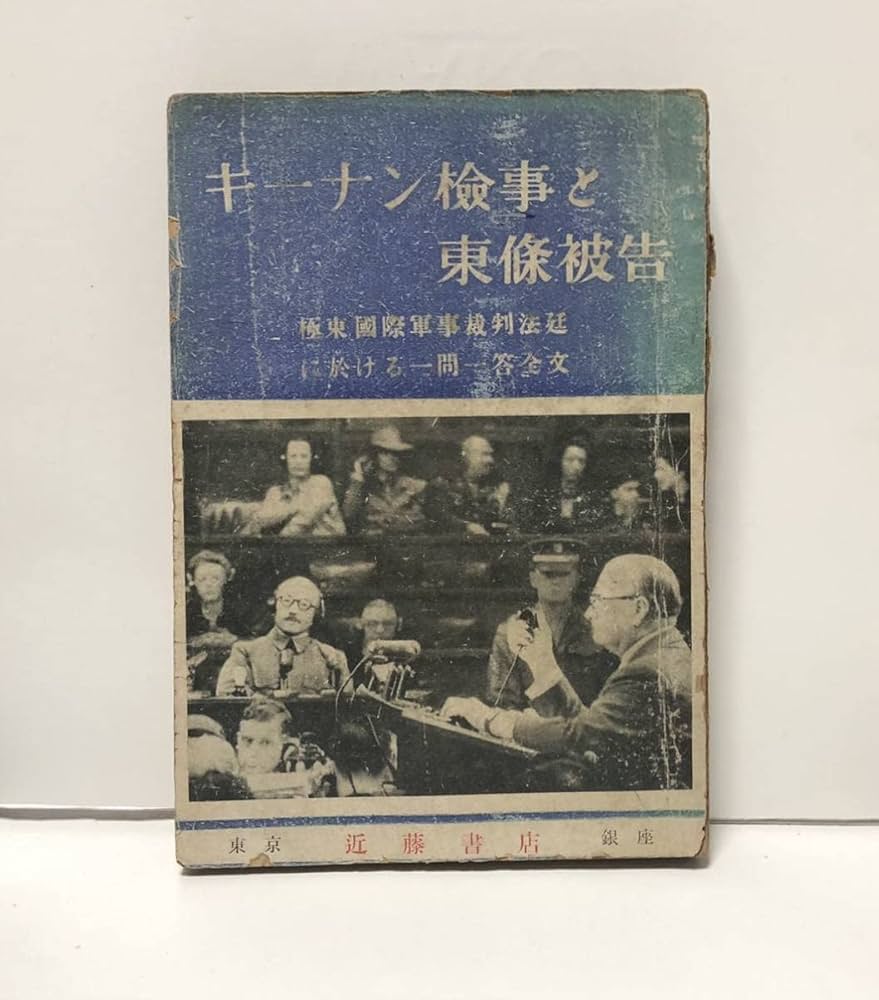 キーナン檢事と
東條被告
極東國際軍事裁判法廷
に於ける一問一答全文
東京 近藤書店 銀座